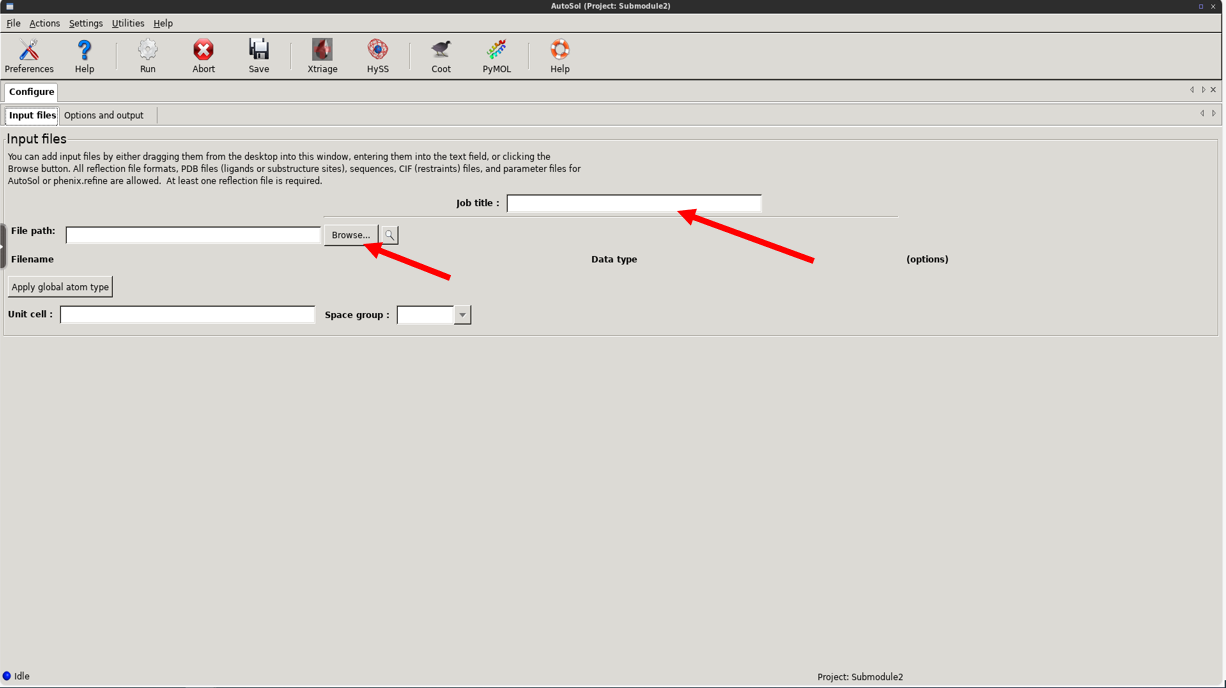 AutoSol (Project: Submodule2)
File Actions Settings Utilities Help
Preferences Help Run Abort Save Xtriage HySS Coot PyMOL Help
Configure
Input files Options and output
Input files
You can add input files by either dragging them from the desktop into this window, entering them into the text field, or clicking the
Browse button. All reflection file formats, PDB files (ligands or substructure sites), sequences, CIF (restraints) files, and parameter files for
AutoSol or phenix.refine are allowed. At least one reflection file is required.
Job title :
File path: Browse...
Filename Data type (options)
Apply global atom type
Unit cell : Space group :
Idle Project: Submodule2